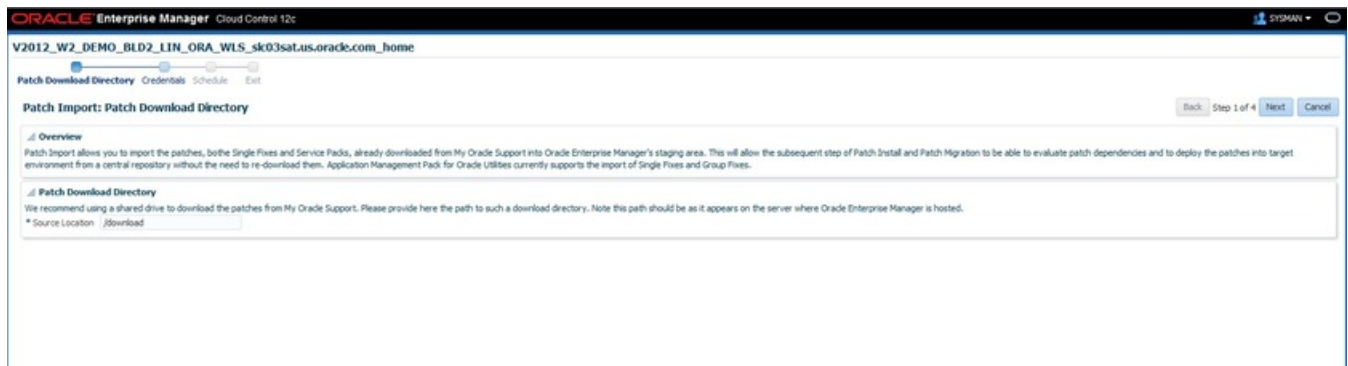 ORACLE Enterprise Manager Cloud Control 12c
SYSMAN
V2012_W2_DEMO_BLD2_LIN_ORA_WLS_slc03sat.us.oracle.com_home
Patch Download Directory Credentials Schedule Exit
Patch Import: Patch Download Directory
Back Step 1 of 4 Next Cancel
Overview
Patch Import allows you to import the patches, bothe Single Fixes and Service Packs, already downloaded from My Oracle Support into Oracle Enterprise Manager's staging area. This will allow the subsequent step of Patch Install and Patch Migration to be able to evaluate patch dependencies and to deploy the patches into target
environment from a central repository without the need to re-download them. Application Management Pack for Oracle Utilities currently supports the import of Single Fixes and Group Fixes.
Patch Download Directory
We recommend using a shared drive to download the patches from My Oracle Support. Please provide here the path to such a download directory. Note this path should be as it appears on the server where Oracle Enterprise Manager is hosted.
* Source Location /download